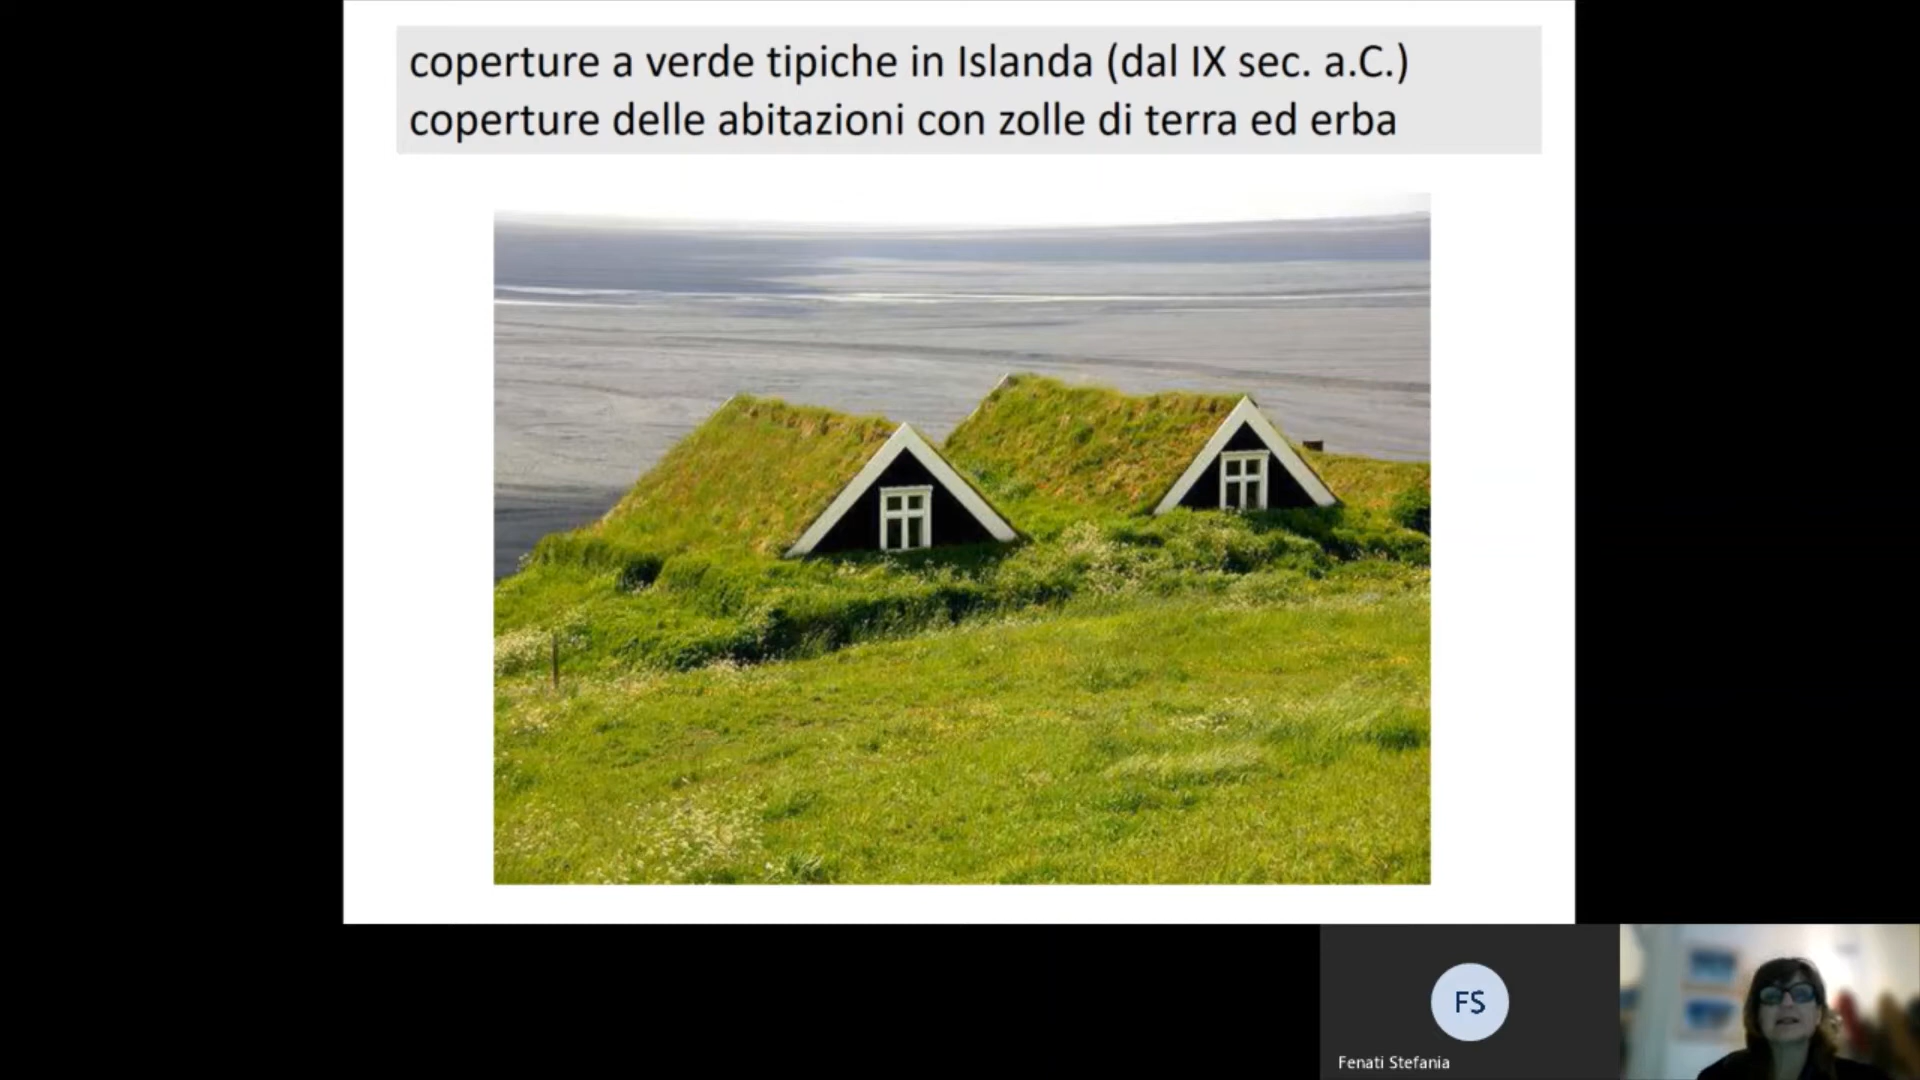 coperture a verde tipiche in Islanda (dal IX sec. a.C.)
coperture delle abitazioni con zolle di terra ed erba
FS
Fenati Stefania